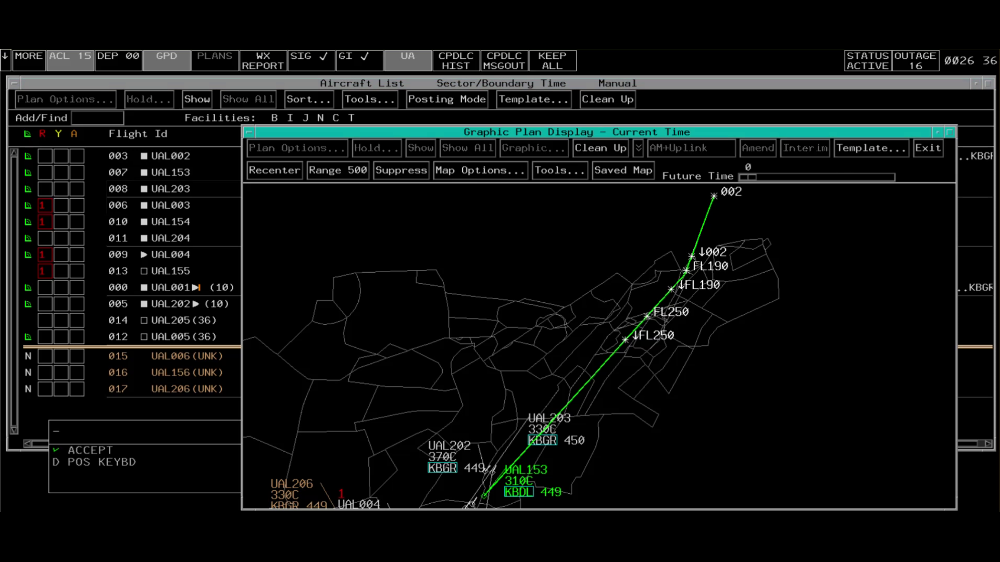 ↓ MORE ACL 15 DEP 00 GPD PLANS WX REPORT SIG ✓ GI ✓ UA CPDLC HIST CPDLC MSGOUT KEEP ALL STATUS ACTIVE OUTAGE 16 0026 36
Aircraft List Sector/Boundary Time Manual
Plan Options... Hold... Show Show All Sort... Tools... Posting Mode Template... Clean Up
Add/Find Facilities: B I J N C T
R Y A Flight Id
003 UAL002
007 UAL153
008 UAL203
1 006 UAL003
1 010 UAL154
011 UAL204
1 009 UAL004
1 013 UAL155
000 UAL001 (10)
005 UAL202 (10)
014 UAL205(36)
012 UAL005(36)
N 015 UAL006(UNK)
N 016 UAL156(UNK)
N 017 UAL206(UNK)
..KBGR
..KBGR
–
✓ ACCEPT
D POS KEYBD
Graphic Plan Display - Current Time
Plan Options... Hold... Show Show All Graphic... Clean Up AM+Uplink Amend Interim Template... Exit
Recenter Range 500 Suppress Map Options... Tools... Saved Map Future Time 0
002
↓002
FL190
↓FL190
FL250
↓FL250
UAL203
330C
KBGR 450
UAL202
370C
KBGR 449
UAL153
310C
KBDL 449
UAL206
330C
KBGR 449
1
UAL004